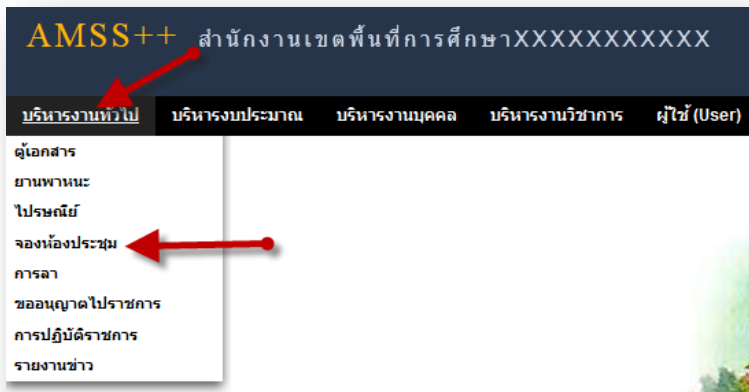 AMSS++ สำนักงานเขตพื้นที่การศึกษาXXXXXXXXXXX
บริหารงานทั่วไป บริหารงบประมาณ บริหารงานบุคคล บริหารงานวิชาการ ผู้ใช้ (User)
ตู้เอกสาร
ยานพาหนะ
ไปรษณีย์
จองห้องประชุม
การลา
ขออนุญาตไปราชการ
การปฏิบัติราชการ
รายงานข่าว